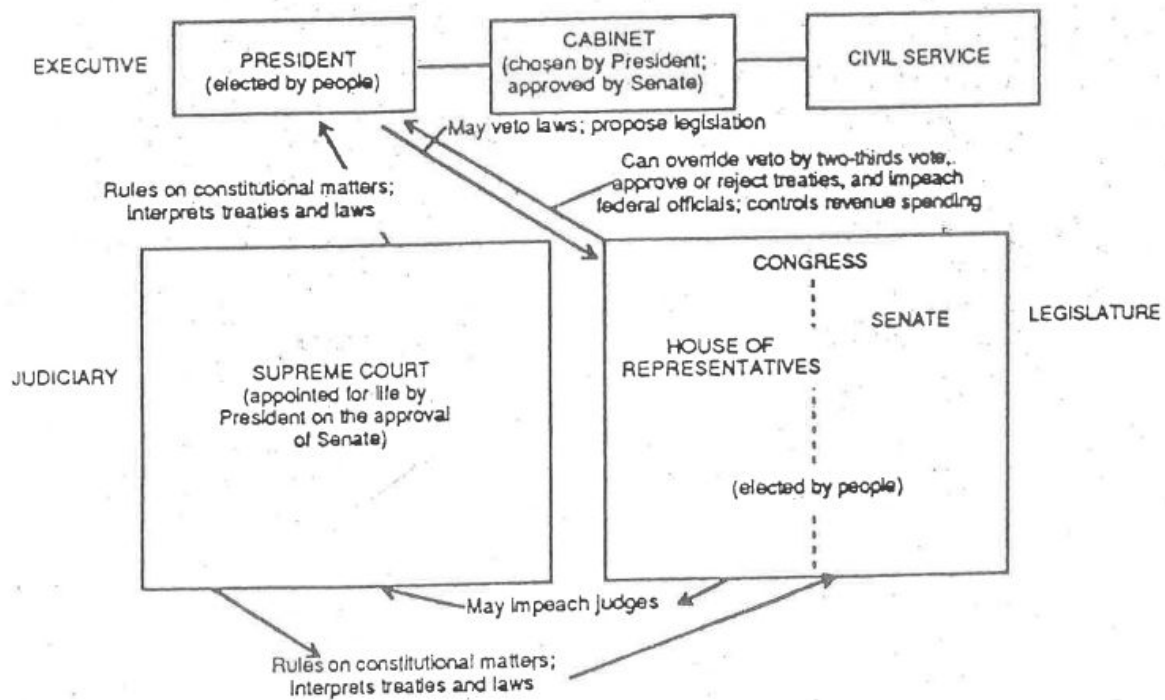 EXECUTIVE
PRESIDENT
(elected by people)
CABINET
(chosen by President;
approved by Senate)
CIVIL SERVICE
May veto laws; propose legislation
Can override veto by two-thirds vote,
approve or reject treaties, and impeach
federal officials; controls revenue spending
Rules on constitutional matters;
Interprets treaties and laws
JUDICIARY
SUPREME COURT
(appointed for life by
President on the approval
of Senate)
CONGRESS
HOUSE OF
REPRESENTATIVES
SENATE
(elected by people)
LEGISLATURE
May impeach judges
Rules on constitutional matters;
Interprets treaties and laws